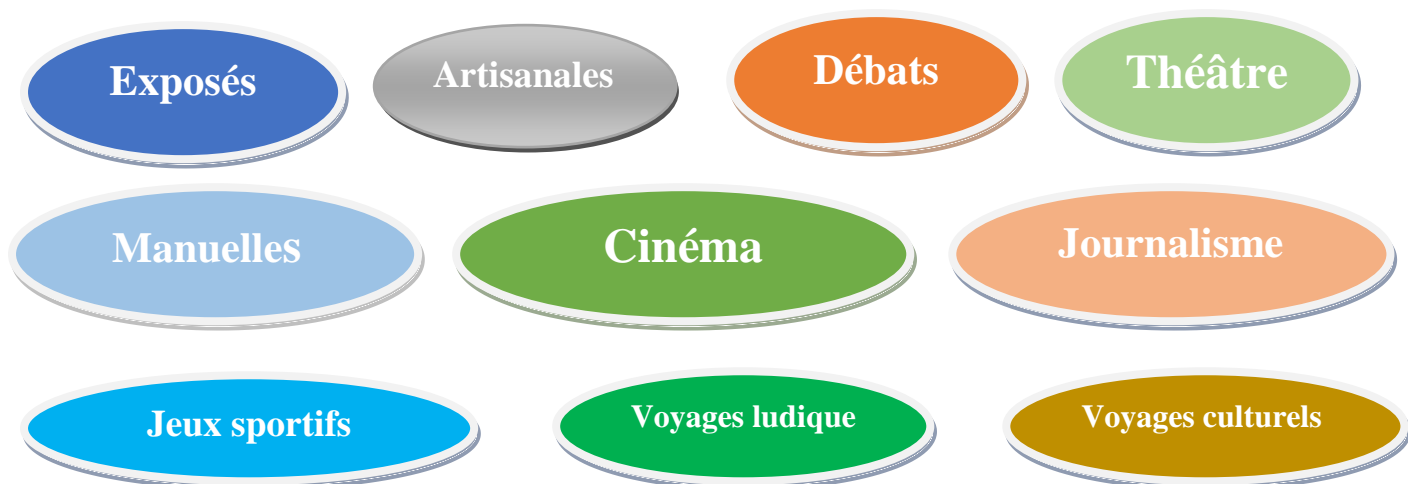 Exposés
Artisanales
Débats
Théâtre
Manuelles
Cinéma
Journalisme
Jeux sportifs
Voyages ludique
Voyages culturels